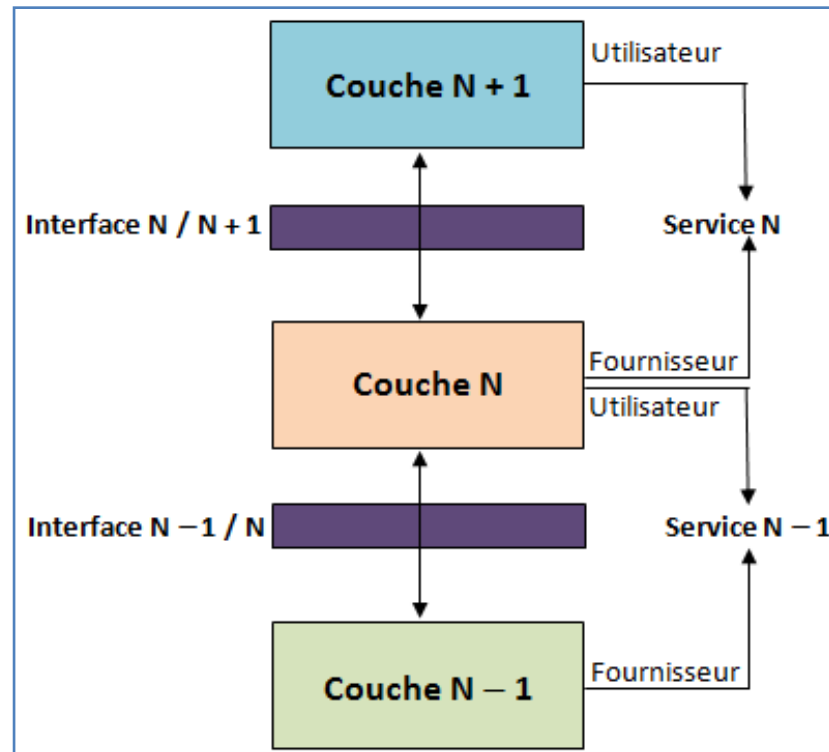 Utilisateur
Couche N + 1
Interface N / N + 1
Service N
Fournisseur
Couche N
Utilisateur
Interface N – 1 / N
Service N – 1
Couche N – 1
Fournisseur